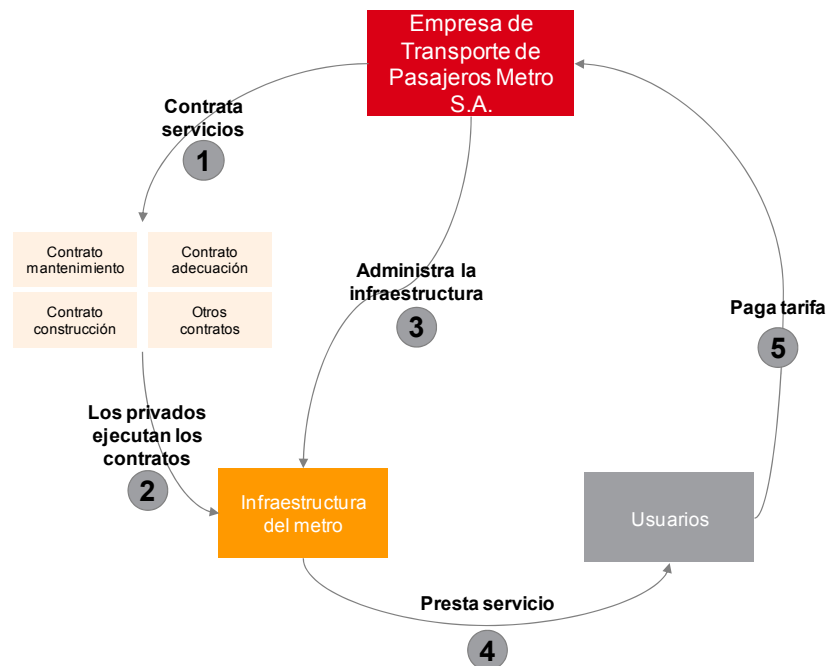 Empresa de
Transporte de
Pasajeros Metro
S.A.
Contrata
servicios
1
Contrato
mantenimiento
Contrato
adecuación
Contrato
construcción
Otros
contratos
Administra la
infraestructura
3
Paga tarifa
5
Los privados
ejecutan los
contratos
2
Infraestructura
del metro
Usuarios
Presta servicio
4